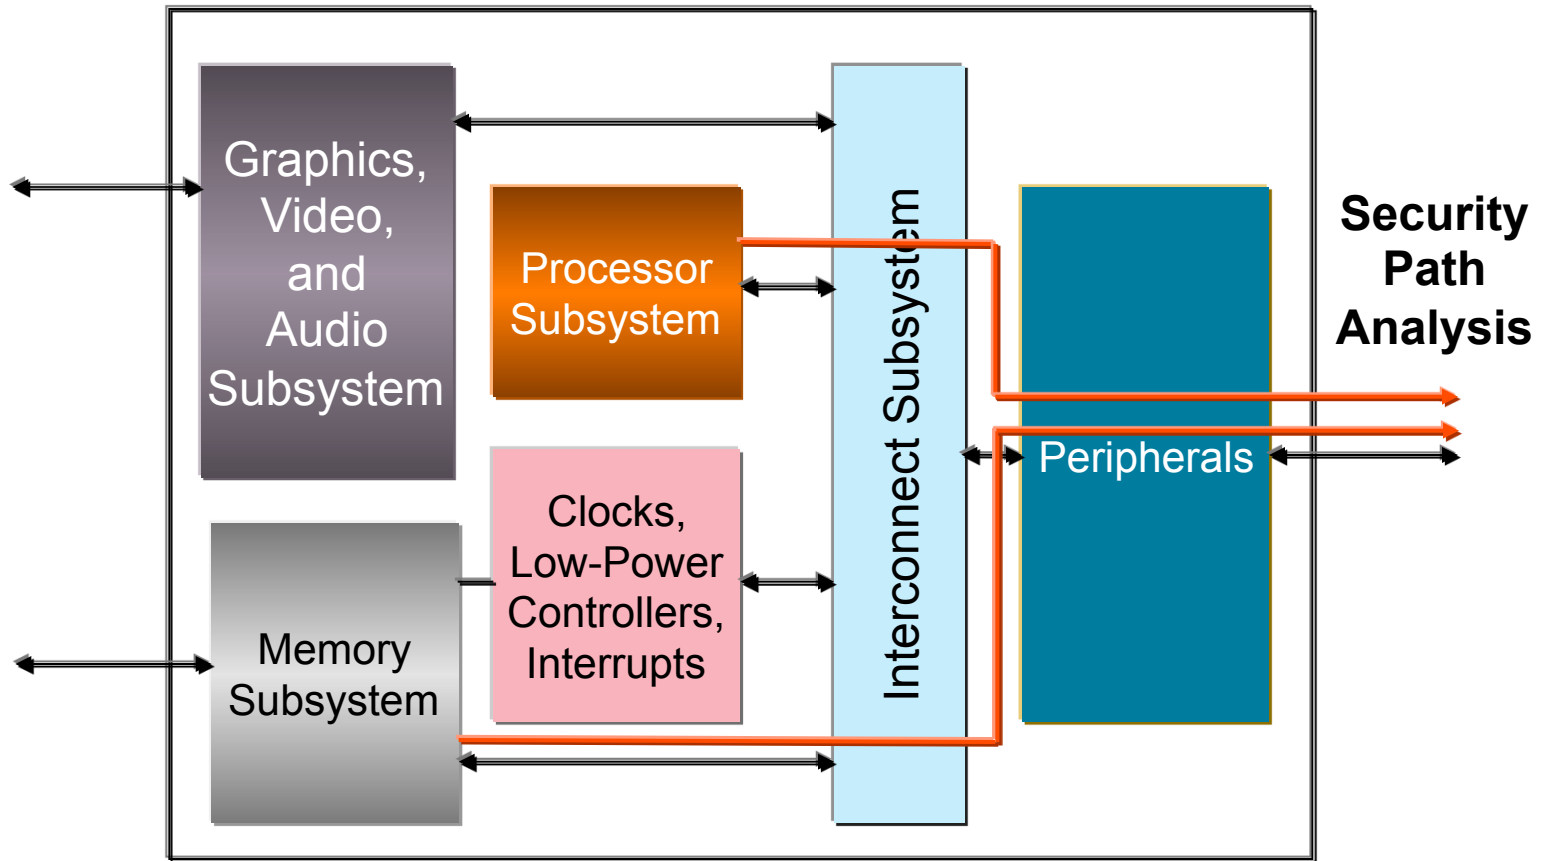 Graphics,
Video,
and
Audio
Subsystem
Processor
Subsystem
Clocks,
Low-Power
Controllers,
Interrupts
Memory
Subsystem
Interconnect Subsystem
Peripherals
Security
Path
Analysis